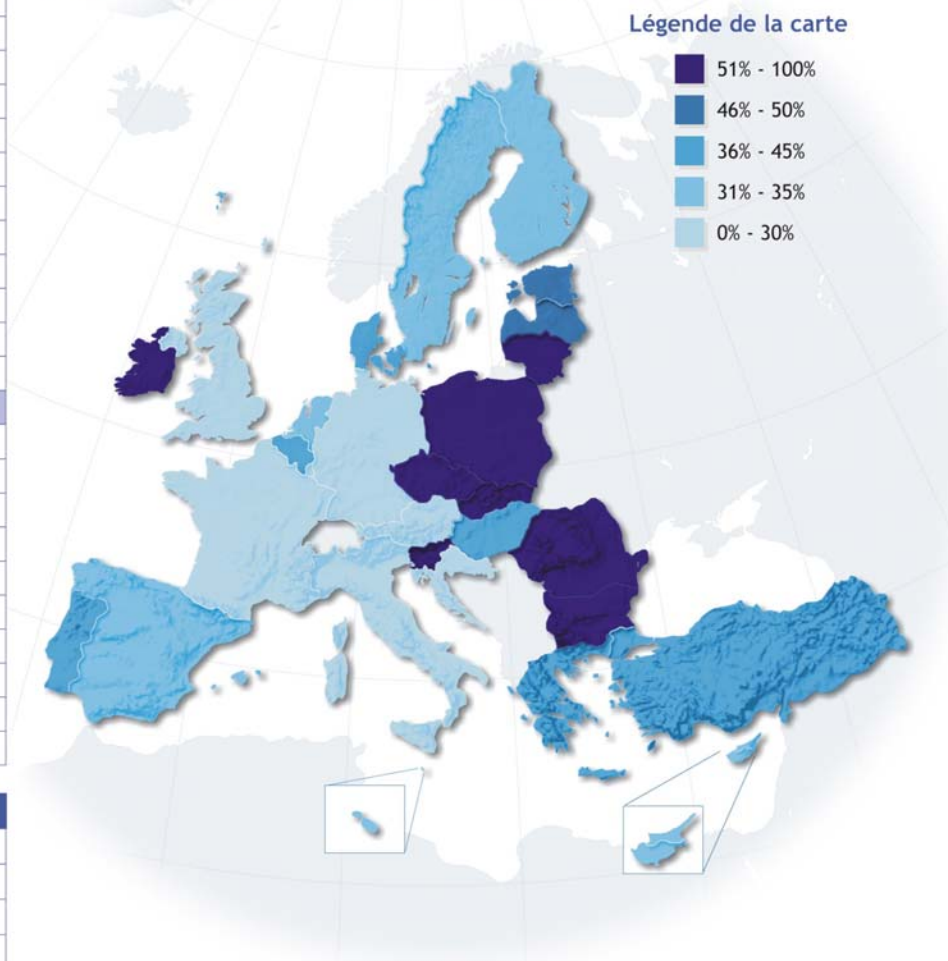 Légende de la carte
51% - 100%
46% - 50%
36% - 45%
31% - 35%
0% - 30%